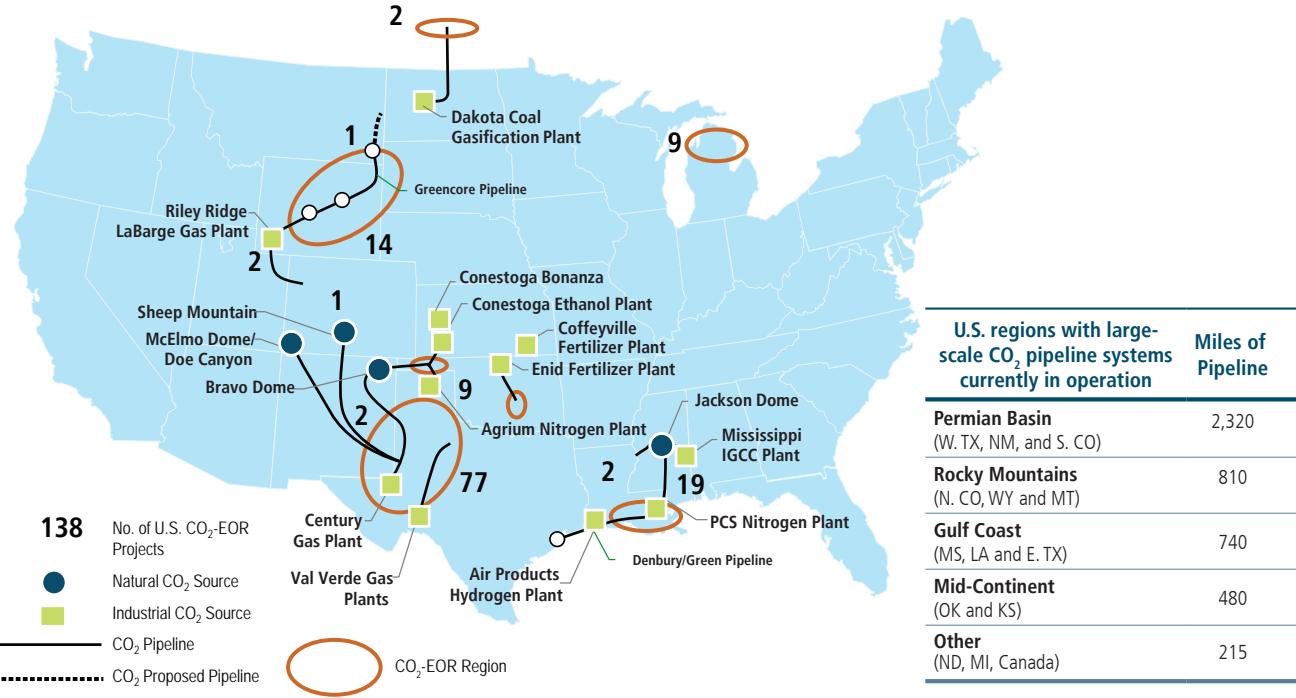 2
Dakota Coal
Gasification Plant
1
9
Greencore Pipeline
Riley Ridge
LaBarge Gas Plant
14
2
Conestoga Bonanza
1
Conestoga Ethanol Plant
Sheep Mountain
McElmo Dome/
Doe Canyon
Coffeyville
Fertilizer Plant
Enid Fertilizer Plant
Bravo Dome
9
2
Agrium Nitrogen Plant
Jackson Dome
Mississippi
IGCC Plant
2
19
77
Century
Gas Plant
PCS Nitrogen Plant
Val Verde Gas
Plants
Air Products
Hydrogen Plant
Denbury/Green Pipeline
138
No. of U.S. CO2-EOR
Projects
Natural CO2 Source
Industrial CO2 Source
CO2 Pipeline
CO2 Proposed Pipeline
CO2-EOR Region
U.S. regions with large-
scale CO2 pipeline systems
currently in operation
Miles of
Pipeline
Permian Basin
(W. TX, NM, and S. CO)
2,320
Rocky Mountains
(N. CO, WY and MT)
810
Gulf Coast
(MS, LA and E. TX)
740
Mid-Continent
(OK and KS)
480
Other
(ND, MI, Canada)
215